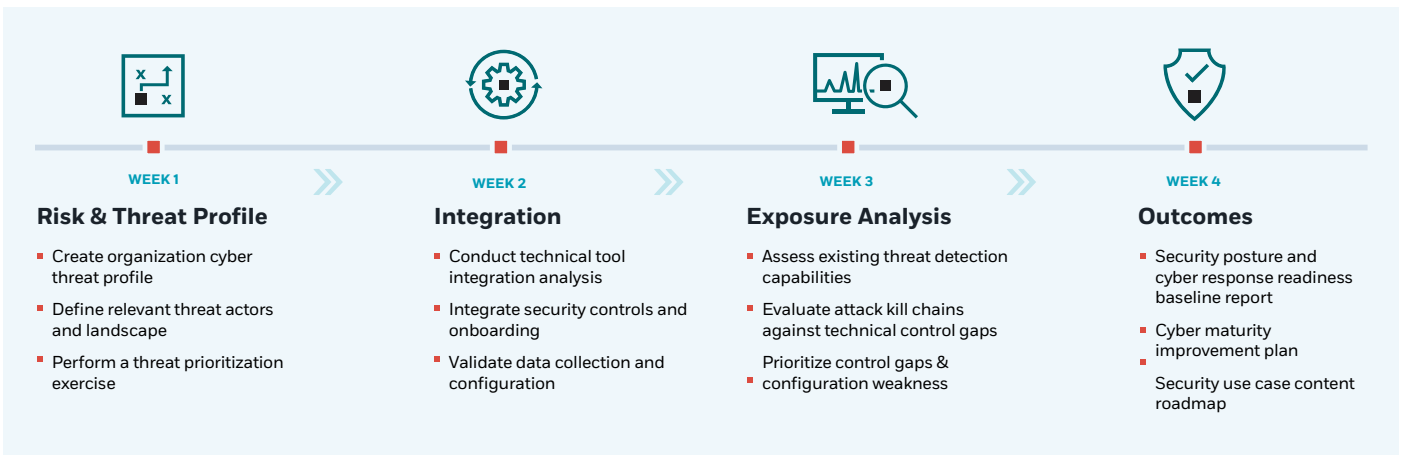 x
x
WEEK 1
Risk & Threat Profile
Create organization cyber
threat profile
Define relevant threat actors
and landscape
Perform a threat prioritization
exercise
WEEK 2
Integration
Conduct technical tool
integration analysis
Integrate security controls and
onboarding
Validate data collection and
configuration
WEEK 3
Exposure Analysis
Assess existing threat detection
capabilities
Evaluate attack kill chains
against technical control gaps
Prioritize control gaps &
configuration weakness
WEEK 4
Outcomes
Security posture and
cyber response readiness
baseline report
Cyber maturity
improvement plan
Security use case content
roadmap